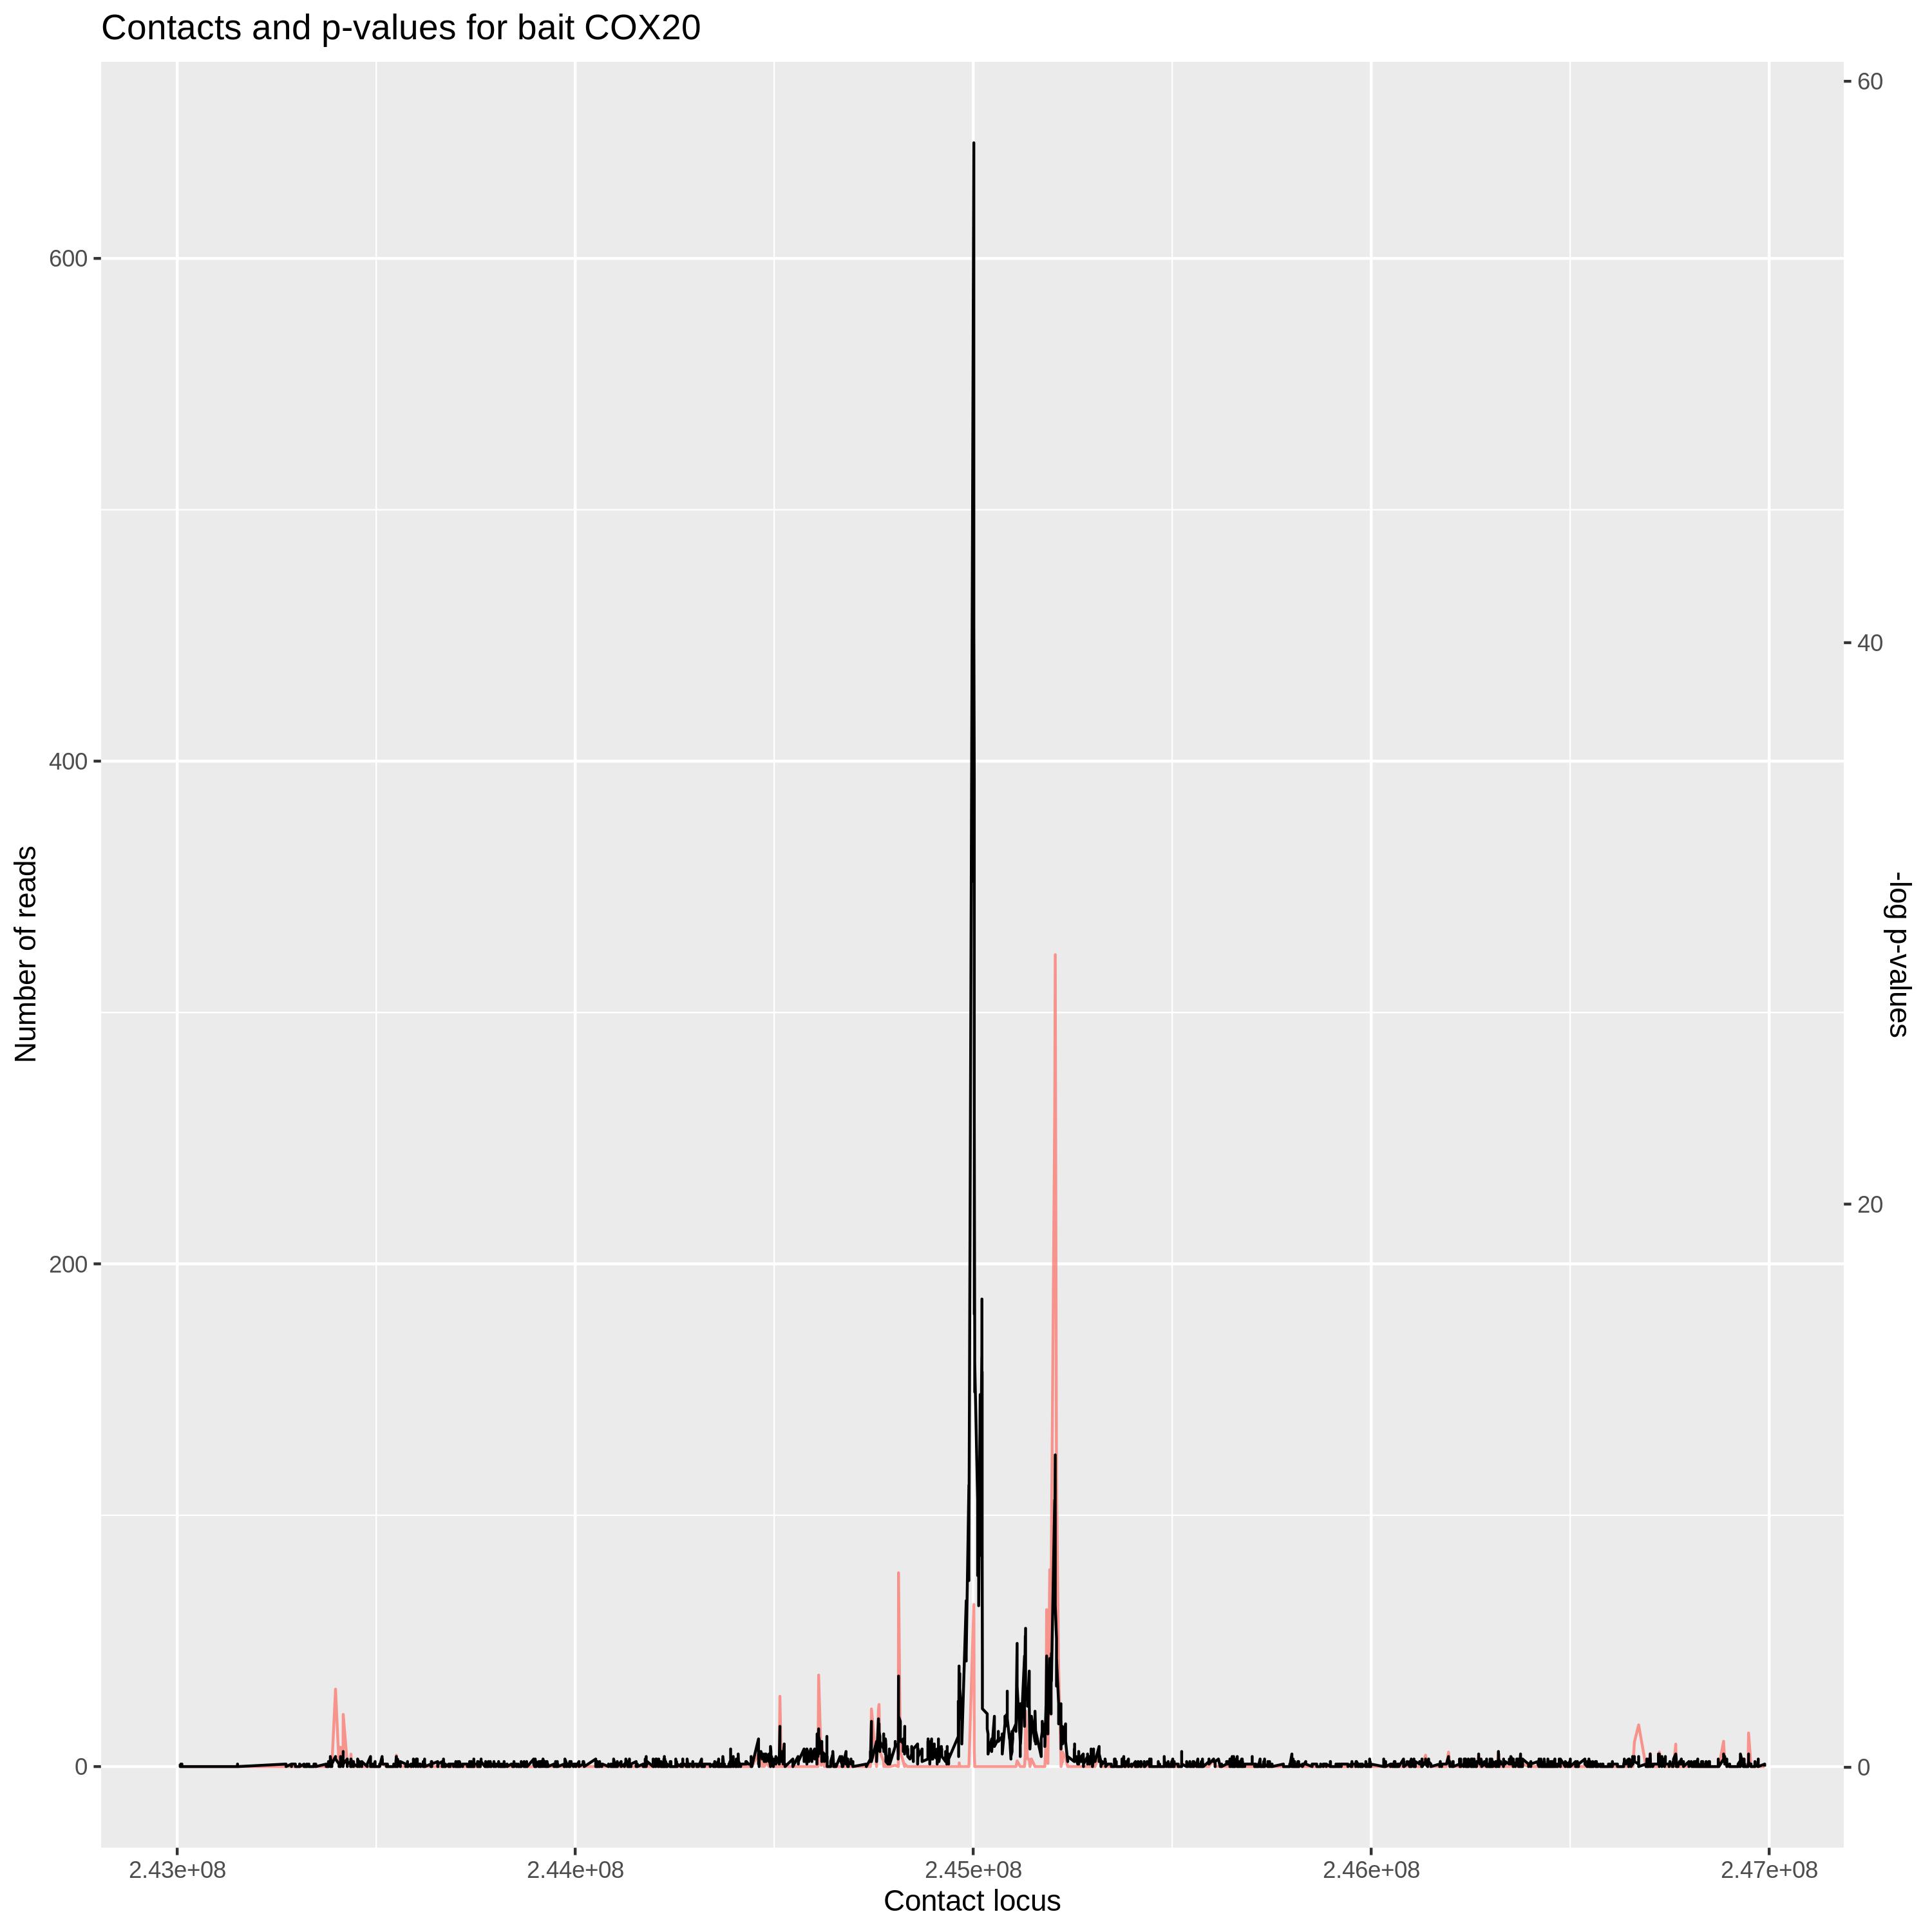 Contacts and p-values for bait COX20
60
600
40
400
Number of reads
-log p-values
20
200
0
0
2.43e+08
2.44e+08
2.45e+08
2.46e+08
2.47e+08
Contact locus